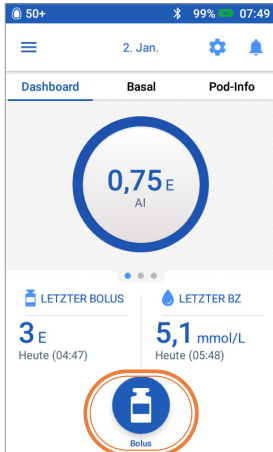 50+ 99% 07:49
2. Jan.
Dashboard Basal Pod-Info
0,75 E
AI
LETZTER BOLUS LETZTER BZ
3 E 5,1 mmol/L
Heute (04:47) Heute (05:48)
Bolus